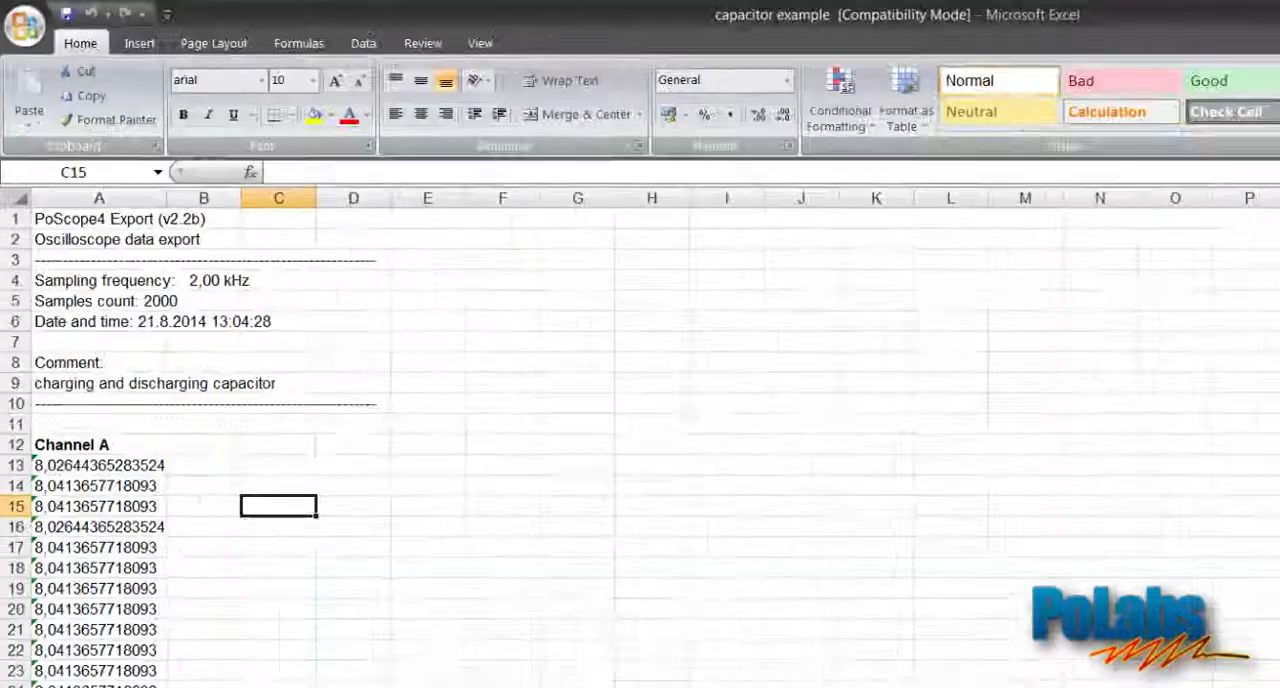 capacitor example [Compatibility Mode] - Microsoft Excel
Home Insert Page Layout Formulas Data Review View
Cut
Copy
Format Painter
Paste
Clipboard
arial 10
B I U
Font
Wrap Text
Merge & Center
General
%
Conditional Formatting
Format as Table
Normal Bad Good
Neutral Calculation Check Cell
C15 fx
A B C D E F G H I J K L M N O P
1 PoScope4 Export (v2.2b)
2 Oscilloscope data export
3 ------------------------------------------------------------
4 Sampling frequency: 2,00 kHz
5 Samples count: 2000
6 Date and time: 21.8.2014 13:04:28
7
8 Comment:
9 charging and discharging capacitor
10 ------------------------------------------------------------
11
12 Channel A
13 8,02644365283524
14 8,0413657718093
15 8,0413657718093
16 8,02644365283524
17 8,0413657718093
18 8,0413657718093
19 8,0413657718093
20 8,0413657718093
21 8,0413657718093
22 8,0413657718093
23 8,0413657718093
PoLabs